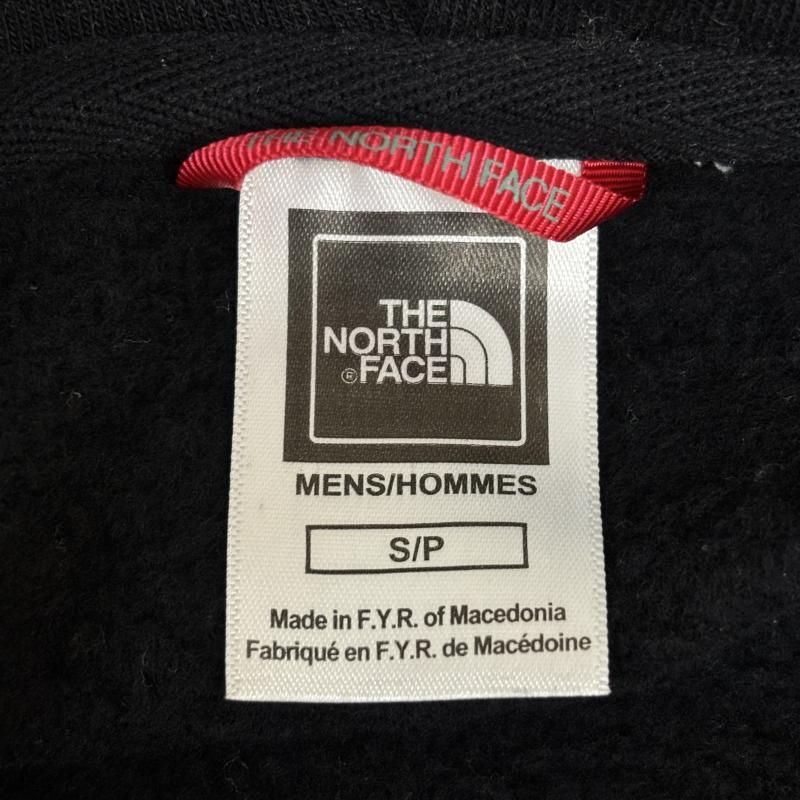 THE NORTH FACE
THE
NORTH
FACE
®
MENS/HOMMES
S/P
Made in F.Y.R. of Macedonia
Fabriqué en F.Y.R. de Macédoine